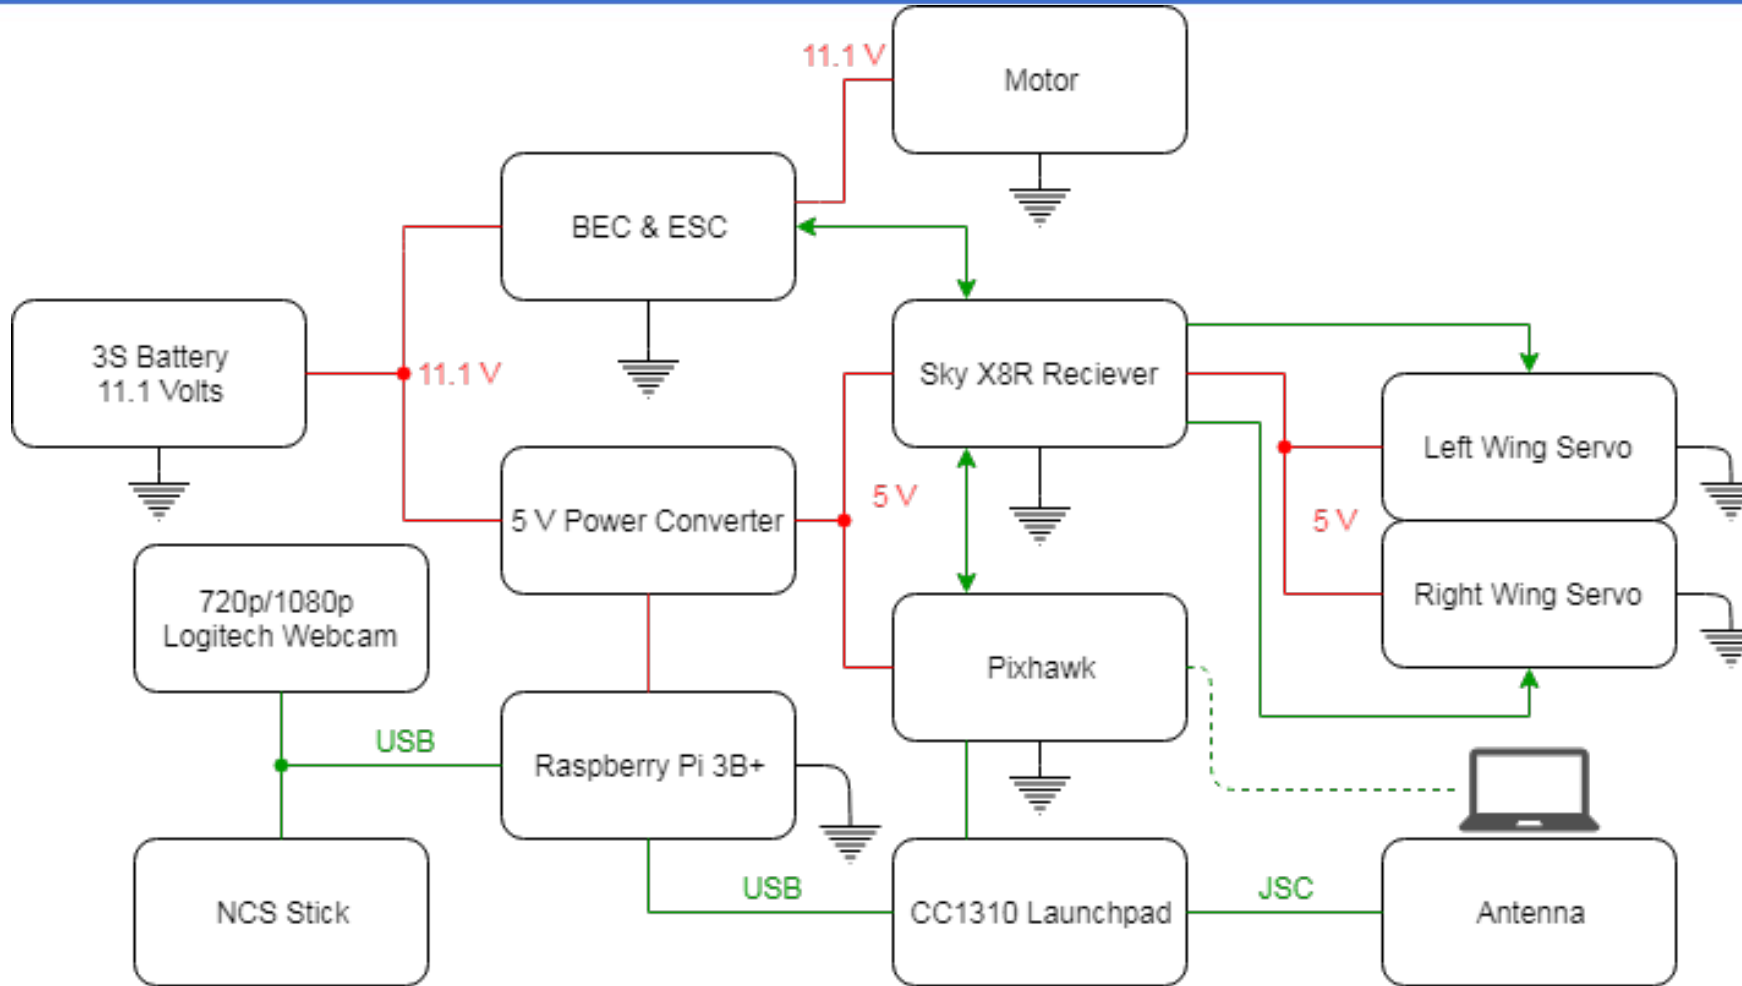 11.1 V
Motor
BEC & ESC
3S Battery
11.1 Volts
11.1 V
Sky X8R Reciever
Left Wing Servo
5 V Power Converter
5 V
5 V
720p/1080p
Logitech Webcam
Right Wing Servo
Pixhawk
USB
Raspberry Pi 3B+
NCS Stick
USB
CC1310 Launchpad
JSC
Antenna